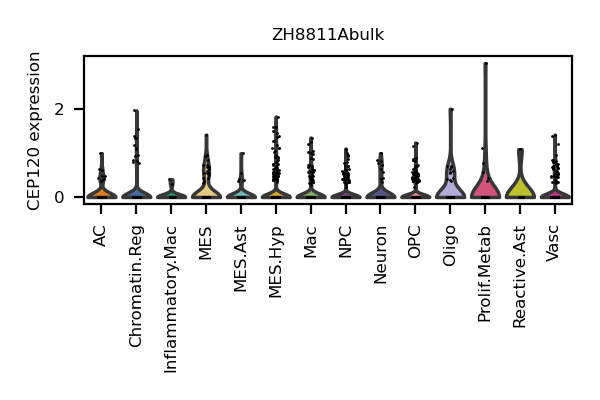 ZH8811Abulk
CEP120 expression
2
0
AC
Chromatin.Reg
Inflammatory.Mac
MES
MES.Ast
MES.Hyp
Mac
NPC
Neuron
OPC
Oligo
Prolif.Metab
Reactive.Ast
Vasc